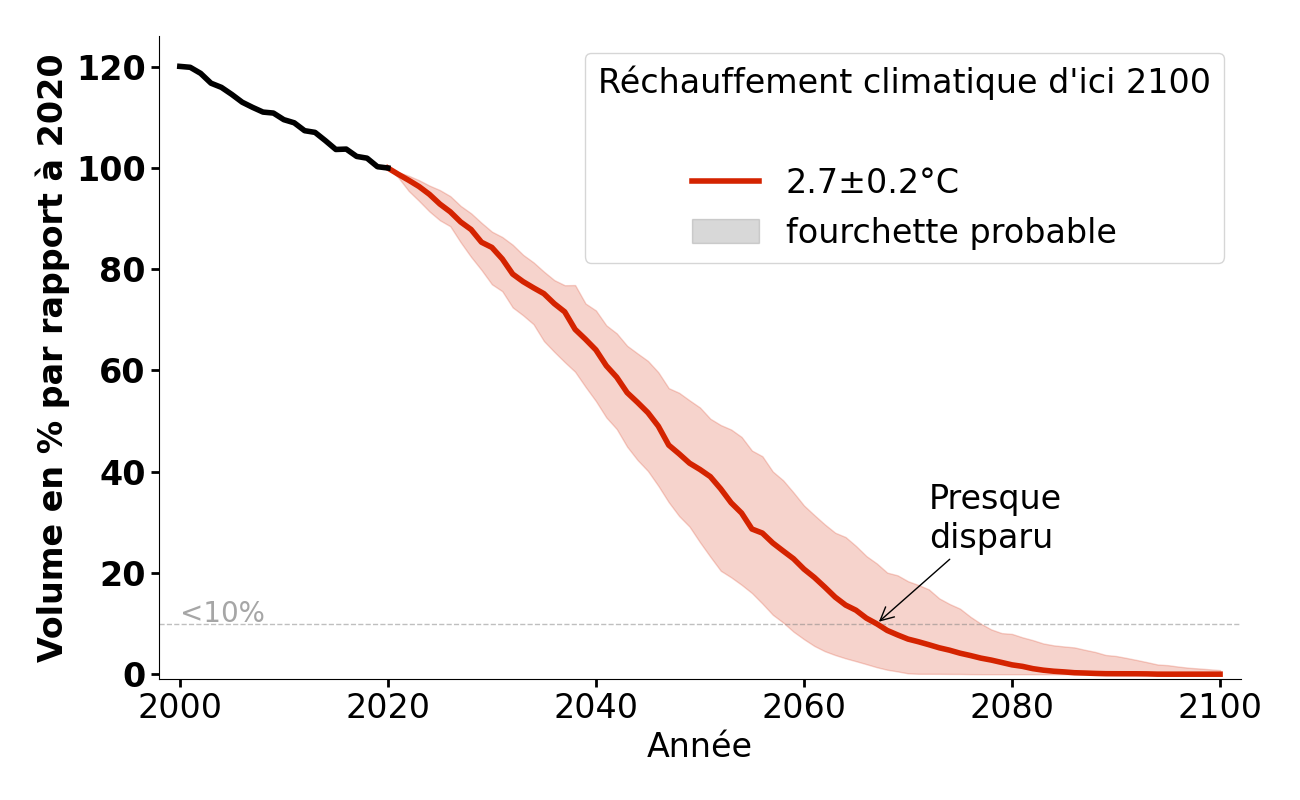 Volume en % par rapport à 2020
120
100
80
60
40
20
0
Réchauffement climatique d'ici 2100
2.7±0.2°C
fourchette probable
Presque
disparu
<10%
2000 2020 2040 2060 2080 2100
Année